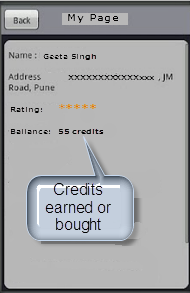 Back
My Page
Name : Geeta Singh
Address xxxxxxxxxxxxxxx , JM
Road, Pune
Rating: * * * * *
Ballance: 55 credits
Credits
earned or
bought